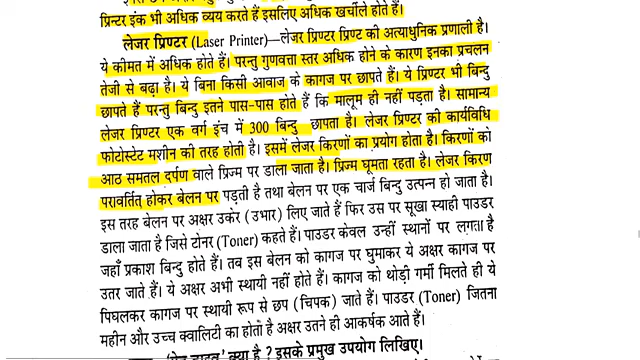 प्रिन्टर इंक भी अधिक व्यय करते हैं इसलिए अधिक खर्चीले होते हैं।
लेजर प्रिण्टर (Laser Printer)—लेजर प्रिण्टर प्रिण्ट की अत्याधुनिक प्रणाली है।
ये कीमत में अधिक होते हैं। परन्तु गुणवत्ता स्तर अधिक होने के कारण इनका प्रचलन
तेजी से बढ़ा है। ये बिना किसी आवाज के कागज पर छापते हैं। ये प्रिण्टर भी बिन्दु
छापते हैं परन्तु बिन्दु इतने पास-पास होते हैं कि मालूम ही नहीं पड़ता है। सामान्य
लेजर प्रिण्टर एक वर्ग इंच में 300 बिन्दु छापता है। लेजर प्रिण्टर की कार्यविधि
फोटोस्टेट मशीन की तरह होती है। इसमें लेजर किरणों का प्रयोग होता है। किरणों को
आठ समतल दर्पण वाले प्रिज्म पर डाला जाता है। प्रिज्म घूमता रहता है। लेजर किरण
परावर्तित होकर बेलन पर पड़ती है तथा बेलन पर एक चार्ज बिन्दु उत्पन्न हो जाता है।
इस तरह बेलन पर अक्षर उकेर (उभार) लिए जाते हैं फिर उस पर सूखा स्याही पाउडर
डाला जाता है जिसे टोनर (Toner) कहते हैं। पाउडर केवल उन्हीं स्थानों पर लगता है
जहाँ प्रकाश बिन्दु होते हैं। तब इस बेलन को कागज पर घुमाकर ये अक्षर कागज पर
उतर जाते हैं। ये अक्षर अभी स्थायी नहीं होते हैं। कागज को थोड़ी गर्मी मिलते ही ये
पिघलकर कागज पर स्थायी रूप से छप (चिपक) जाते हैं। पाउडर (Toner) जितना
महीन और उच्च क्वालिटी का होता है अक्षर उतने ही आकर्षक आते हैं।
क्या है ? इसके प्रमुख उपयोग लिखिए।